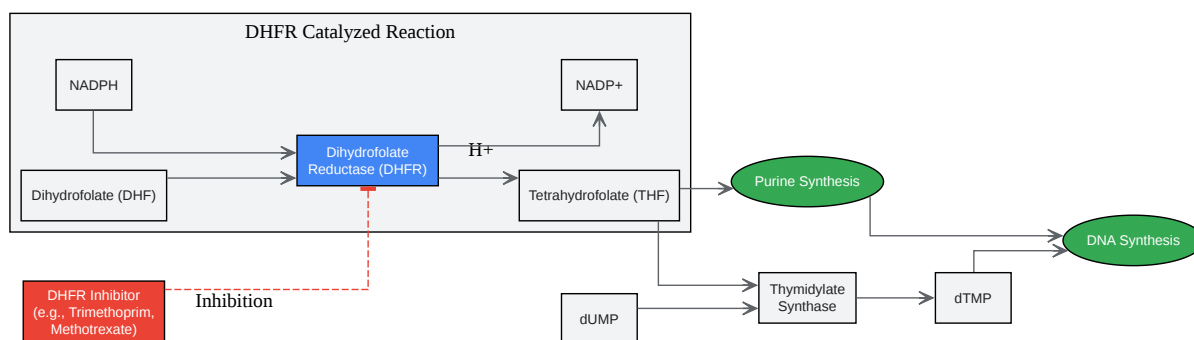 DHFR Catalyzed Reaction
NADPH
NADP+
Dihydrofolate
Reductase (DHFR)
H+
Dihydrofolate (DHF)
Tetrahydrofolate (THF)
Purine Synthesis
DNA Synthesis
DHFR Inhibitor
(e.g., Trimethoprim,
Methotrexate)
Inhibition
dUMP
Thymidylate
Synthase
dTMP